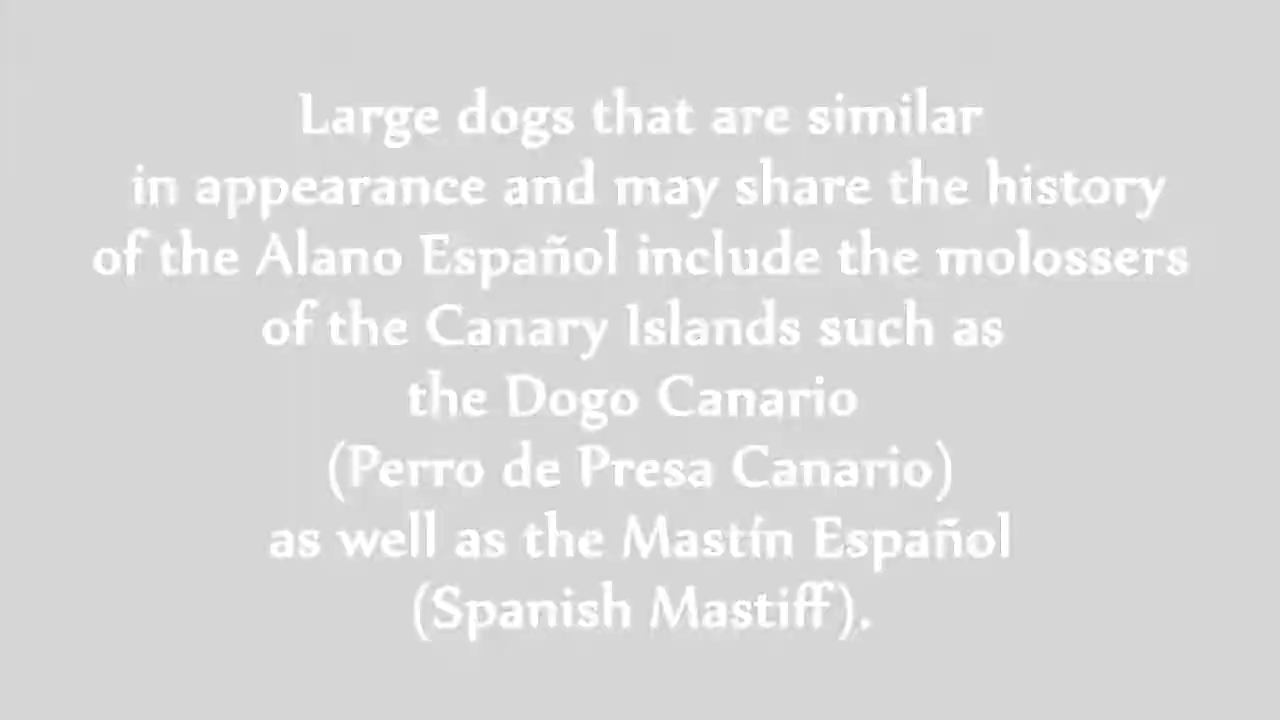 Large dogs that are similar
in appearance and may share the history
of the Alano Español include the molossers
of the Canary Islands such as
the Dogo Canario
(Perro de Presa Canario)
as well as the Mastín Español
(Spanish Mastiff).